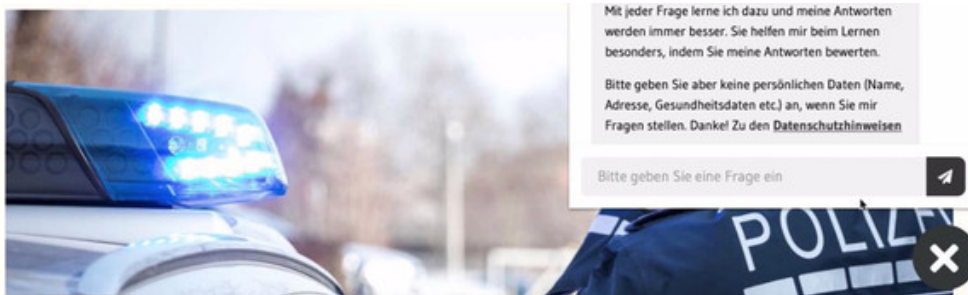 Mit jeder Frage lerne ich dazu und meine Antworten
werden immer besser. Sie helfen mir beim Lernen
besonders, indem Sie meine Antworten bewerten.
Bitte geben Sie aber keine persönlichen Daten (Name,
Adresse, Gesundheitsdaten etc.) an, wenn Sie mir
Fragen stellen. Danke! Zu den Datenschutzhinweisen
Bitte geben Sie eine Frage ein
POLIZEI